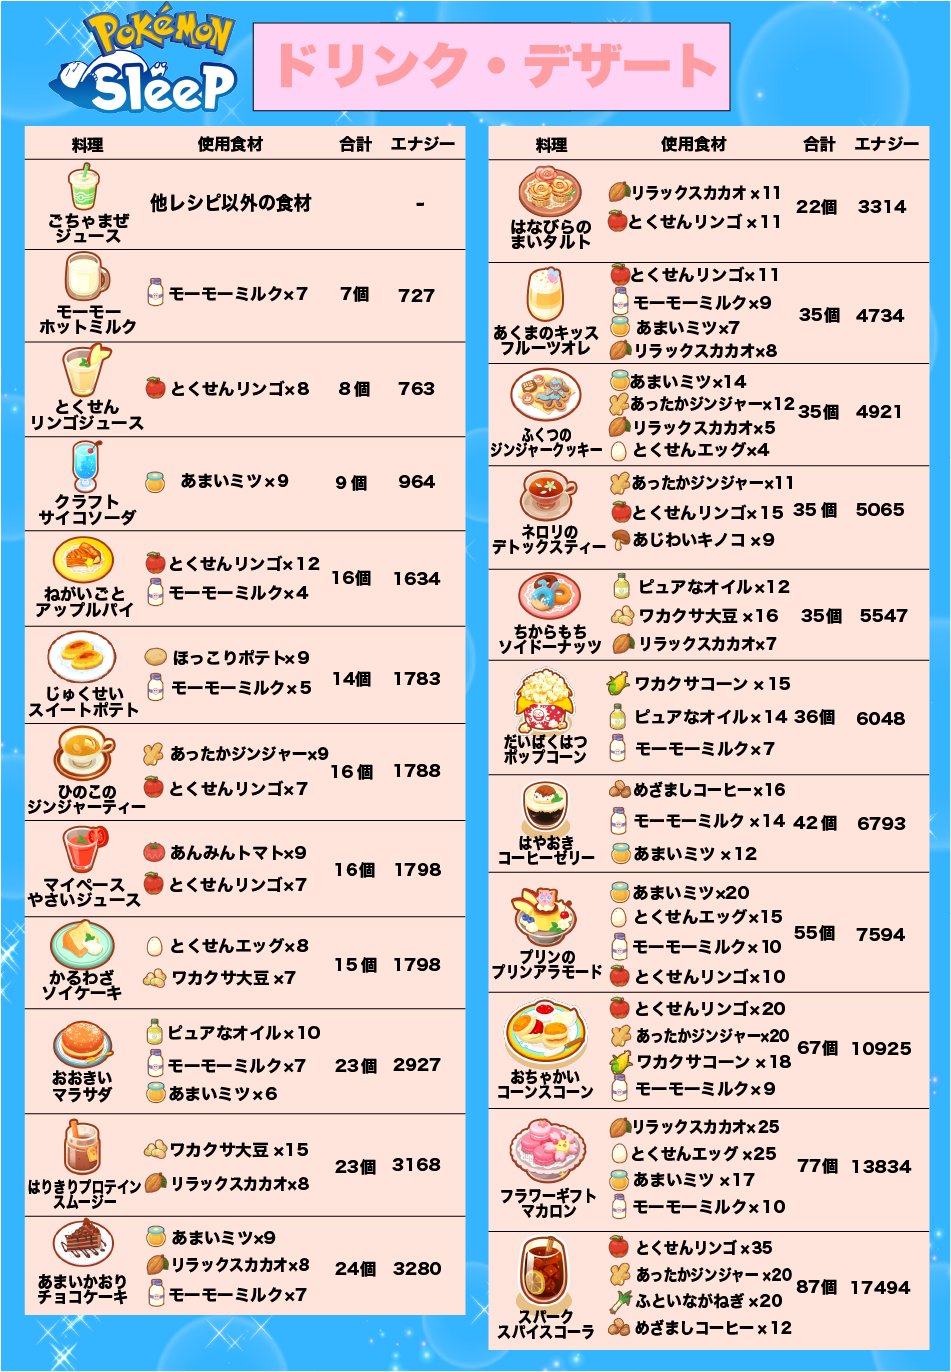 Pokémon
Sleep
ドリンク・デザート
料理 使用食材 合計 エナジー
ごちゃまぜ
ジュース
他レシピ以外の食材 -
モーモー
ホットミルク
モーモーミルク×7 7個 727
とくせん
リンゴジュース
とくせんリンゴ×8 8個 763
クラフト
サイコソーダ
あまいミツ×9 9個 964
ねがいごと
アップルパイ
とくせんリンゴ×12
モーモーミルク×4
16個 1634
じゅくせい
スイートポテト
ほっこりポテト×9
モーモーミルク×5
14個 1783
ひのこの
ジンジャーティー
あったかジンジャー×9
とくせんリンゴ×7
16個 1788
マイペース
やさいジュース
あんみんトマト×9
とくせんリンゴ×7
16個 1798
かるわざ
ソイケーキ
とくせんエッグ×8
ワカクサ大豆×7
15個 1798
おおきい
マラサダ
ピュアなオイル×10
モーモーミルク×7
あまいミツ×6
23個 2927
はりきりプロテイン
スムージー
ワカクサ大豆×15
リラックスカカオ×8
23個 3168
あまいかおり
チョコケーキ
あまいミツ×9
リラックスカカオ×8
モーモーミルク×7
24個 3280
料理 使用食材 合計 エナジー
はなびらの
まいタルト
リラックスカカオ×11
とくせんリンゴ×11
22個 3314
あくまのキッス
フルーツオレ
とくせんリンゴ×11
モーモーミルク×9
あまいミツ×7
リラックスカカオ×8
35個 4734
ふくつの
ジンジャークッキー
あまいミツ×14
あったかジンジャー×12
リラックスカカオ×5
とくせんエッグ×4
35個 4921
ネロリの
デトックスティー
あったかジンジャー×11
とくせんリンゴ×15
あじわいキノコ×9
35個 5065
ちからもち
ソイドーナッツ
ピュアなオイル×12
ワカクサ大豆×16
リラックスカカオ×7
35個 5547
だいばくはつ
ポップコーン
ワカクサコーン×15
ピュアなオイル×14
モーモーミルク×7
36個 6048
はやおき
コーヒーゼリー
めざましコーヒー×16
モーモーミルク×14
あまいミツ×12
42個 6793
プリンの
プリンアラモード
あまいミツ×20
とくせんエッグ×15
モーモーミルク×10
とくせんリンゴ×10
55個 7594
おちゃかい
コーンスコーン
とくせんリンゴ×20
あったかジンジャー×20
ワカクサコーン×18
モーモーミルク×9
67個 10925
フラワーギフト
マカロン
リラックスカカオ×25
とくせんエッグ×25
あまいミツ×17
モーモーミルク×10
77個 13834
スパーク
スパイスコーラ
とくせんリンゴ×35
あったかジンジャー×20
ふといながねぎ×20
めざましコーヒー×12
87個 17494